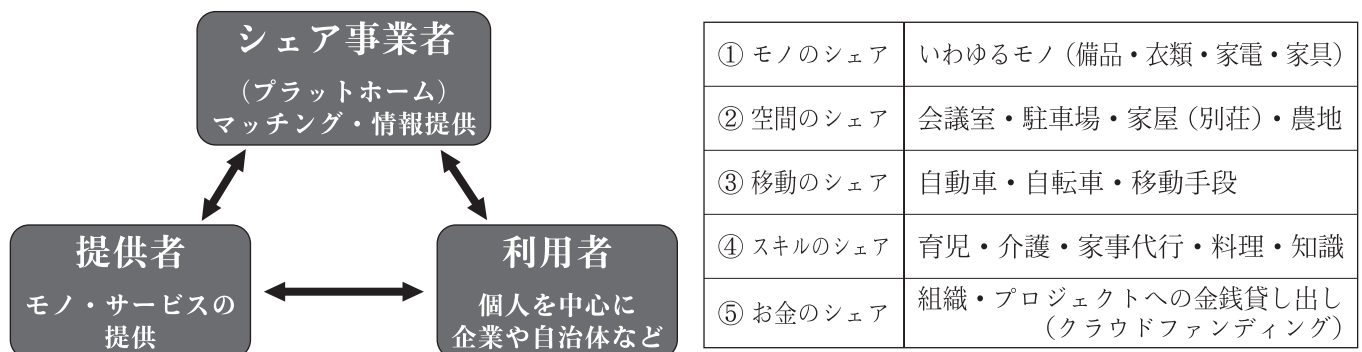 シェア事業者
（プラットホーム）
マッチング・情報提供
提供者
モノ・サービスの
提供
利用者
個人を中心に
企業や自治体など
① モノのシェア
いわゆるモノ（備品・衣類・家電・家具）
② 空間のシェア
会議室・駐車場・家屋（別荘）・農地
③ 移動のシェア
自動車・自転車・移動手段
④ スキルのシェア
育児・介護・家事代行・料理・知識
⑤ お金のシェア
組織・プロジェクトへの金銭貸し出し
（クラウドファンディング）